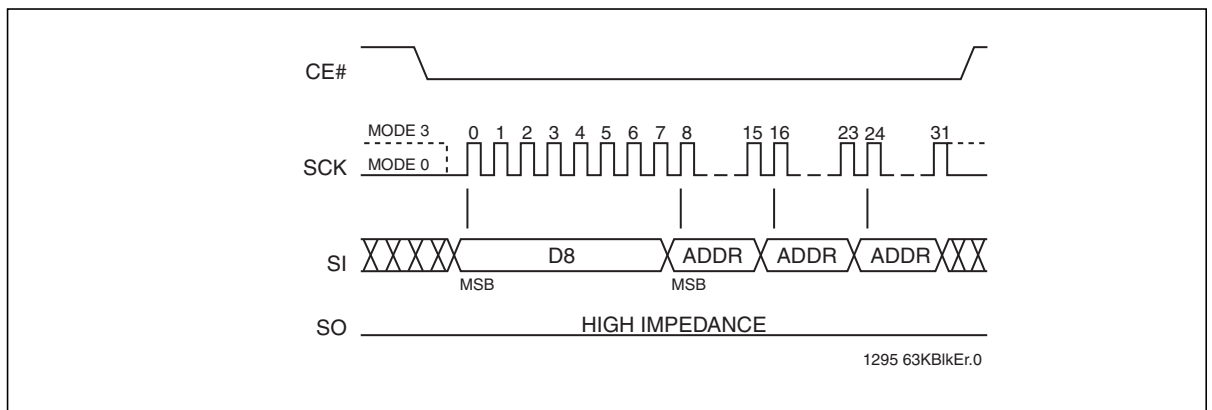 CE#
MODE 3 0 1 2 3 4 5 6 7 8 15 16 23 24 31
SCK MODE 0
SI D8 ADDR ADDR ADDR
MSB MSB
SO HIGH IMPEDANCE
1295 63KBlkEr.0